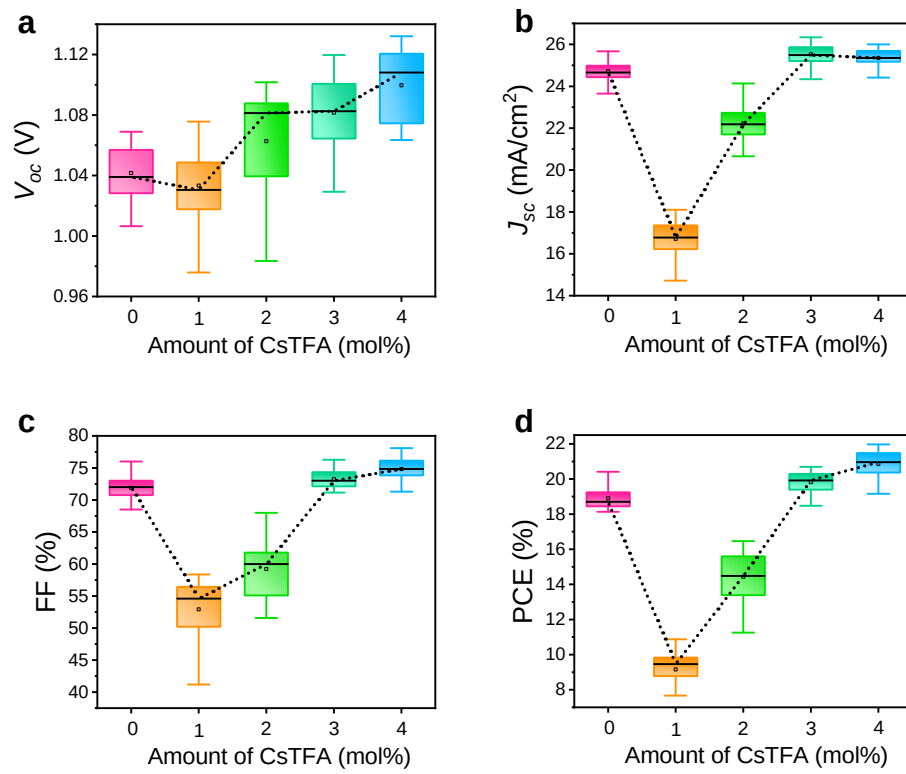 a
1.12
1.08
1.04
1.00
0.96
V_oc (V)
0 1 2 3 4
Amount of CsTFA (mol%)
b
26
24
22
20
18
16
14
J_sc (mA/cm²)
0 1 2 3 4
Amount of CsTFA (mol%)
c
80
75
70
65
60
55
50
45
40
FF (%)
0 1 2 3 4
Amount of CsTFA (mol%)
d
22
20
18
16
14
12
10
8
PCE (%)
0 1 2 3 4
Amount of CsTFA (mol%)